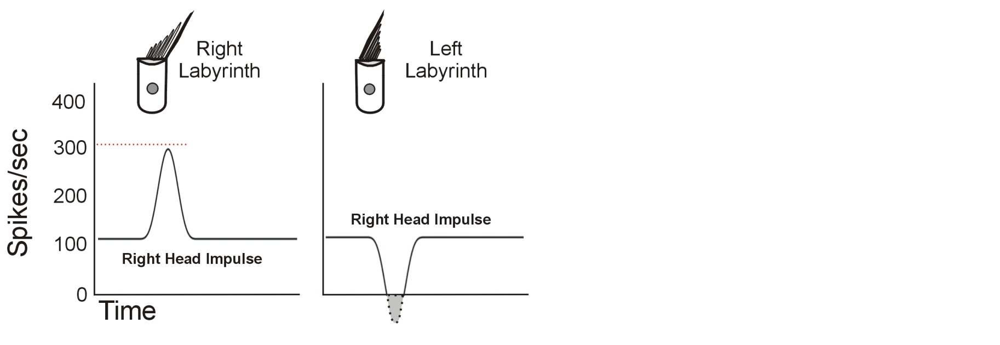 Right
Labyrinth
Left
Labyrinth
Spikes/sec
400
300
200
100
0
Right Head Impulse
Right Head Impulse
Time